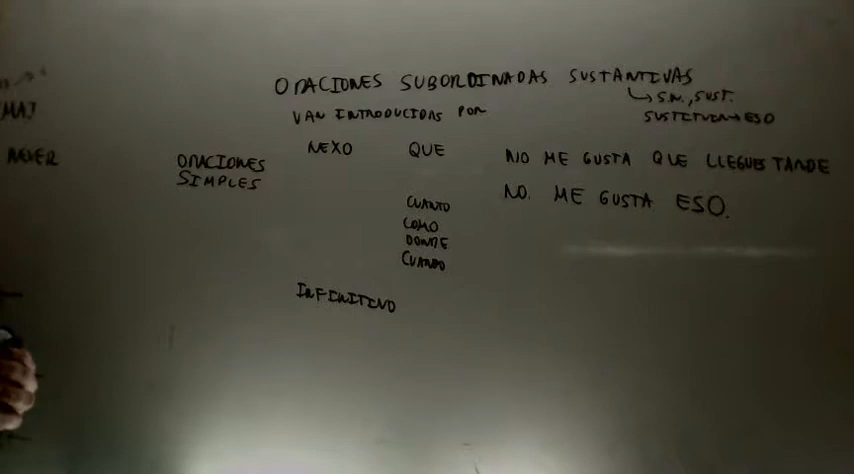 ORACIONES SUBORDINADAS SUSTANTIVAS
↳ S.N., SUST.
VAN INTRODUCIDAS POR
SUSTITUIR → ESO
NEXO QUE NO ME GUSTA QUE LLEGUES TARDE
ORACIONES
SIMPLES
NO. ME GUSTA ESO.
CUANTO
COMO
DONDE
CUANDO
INFINITIVO